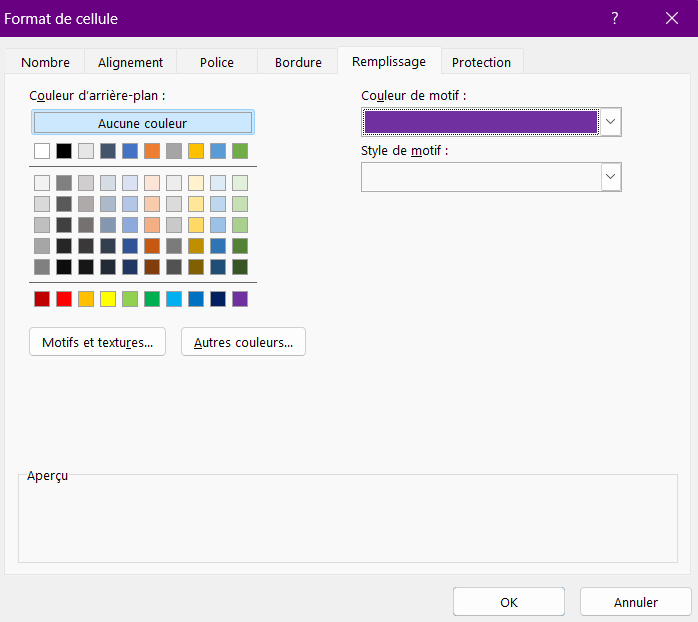 Format de cellule
?
Nombre
Alignement
Police
Bordure
Remplissage
Protection
Couleur d'arrière-plan :
Aucune couleur
Couleur de motif :
Style de motif :
Motifs et textures...
Autres couleurs...
Aperçu
OK
Annuler